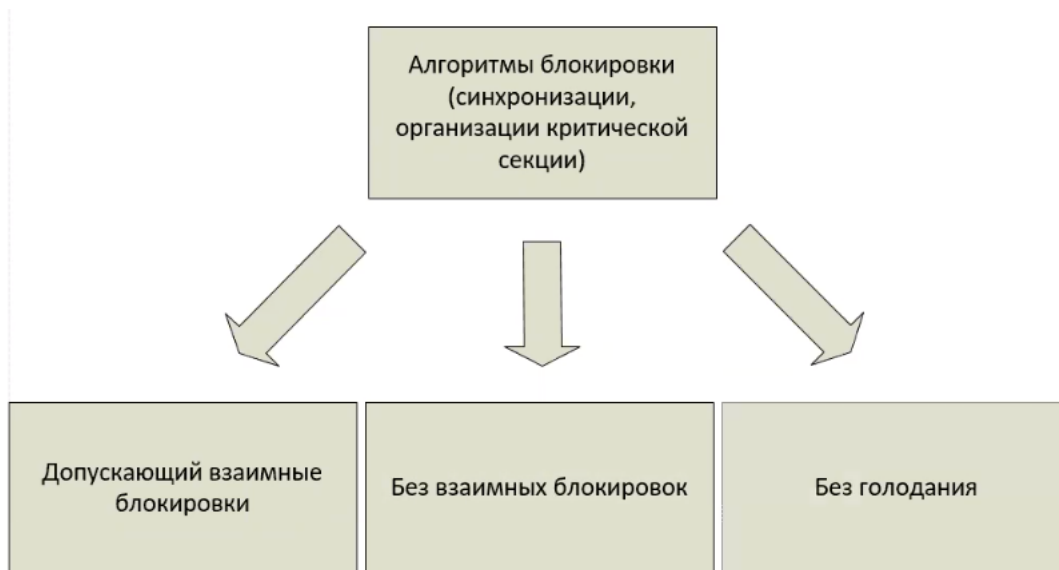 Алгоритмы блокировки
(синхронизации,
организации критической
секции)
Допускающий взаимные
блокировки
Без взаимных блокировок
Без голодания